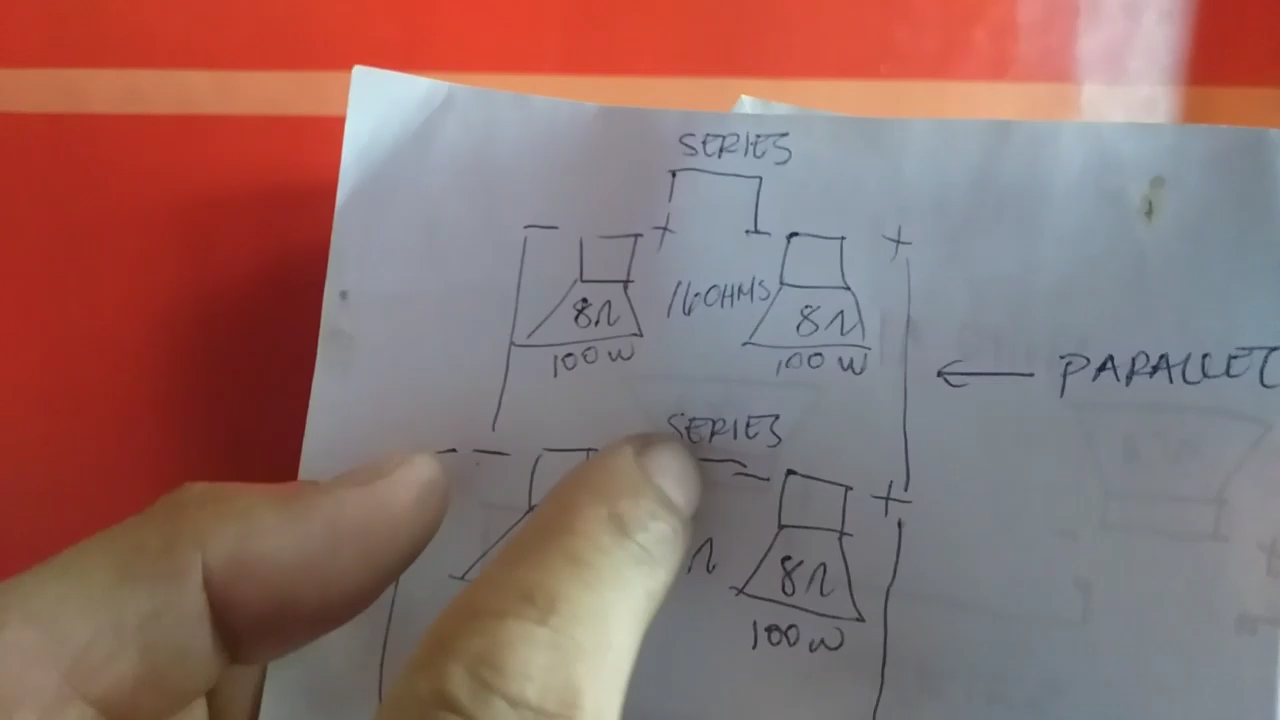 SERIES
- + - +
8Ω 16OHMS 8Ω
100W 100W
← PARALLEL
SERIES
- - +
Ω 8Ω
100W